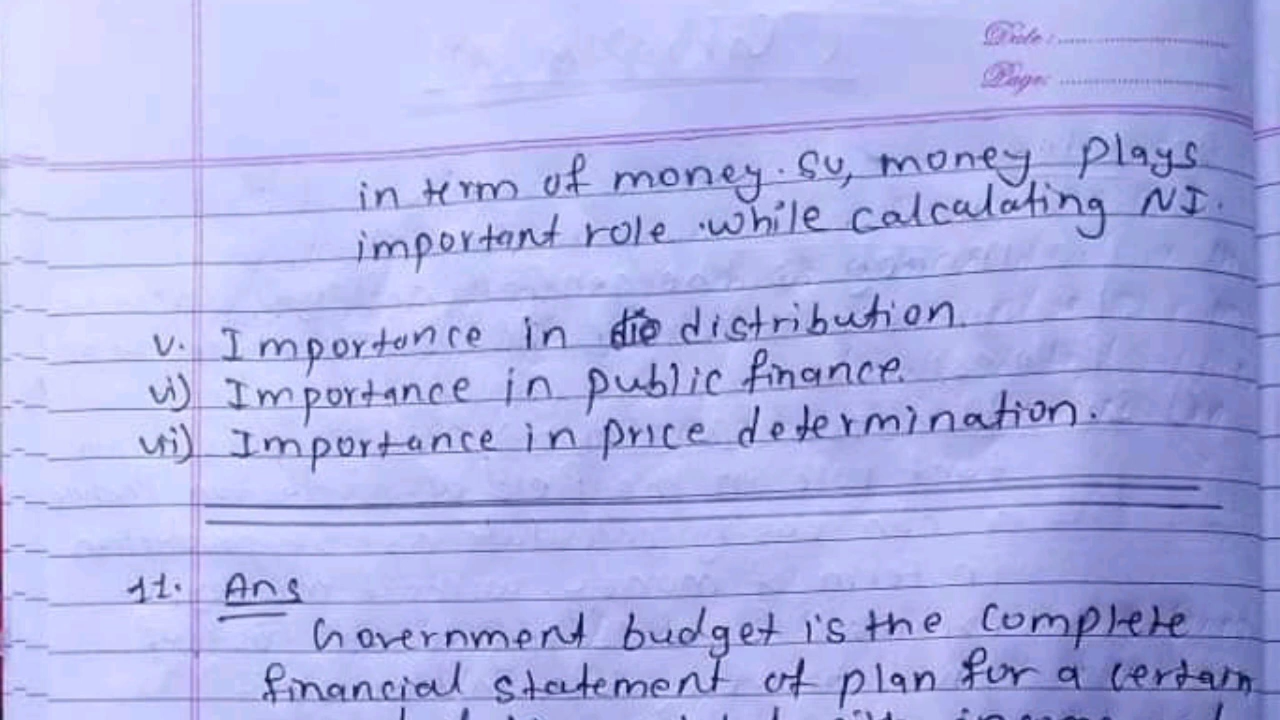 Date:
Page:
in term of money. So, money plays
important role while calculating NI.
v. Importance in distribution.
vi) Importance in public finance.
vii) Importance in price determination.
11. Ans
Government budget is the complete
financial statement of plan for a certain